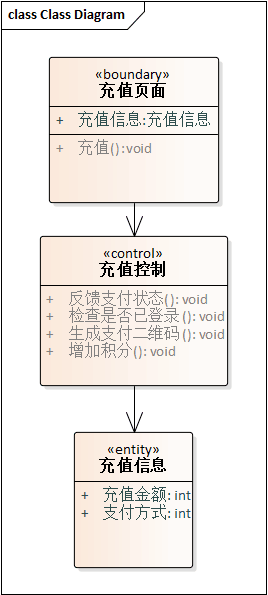 class Class Diagram
«boundary»
充值页面
+ 充值信息:充值信息
+ 充值():void
«control»
充值控制
+ 反馈支付状态(): void
+ 检查是否已登录(): void
+ 生成支付二维码(): void
+ 增加积分(): void
«entity»
充值信息
+ 充值金额: int
+ 支付方式: int